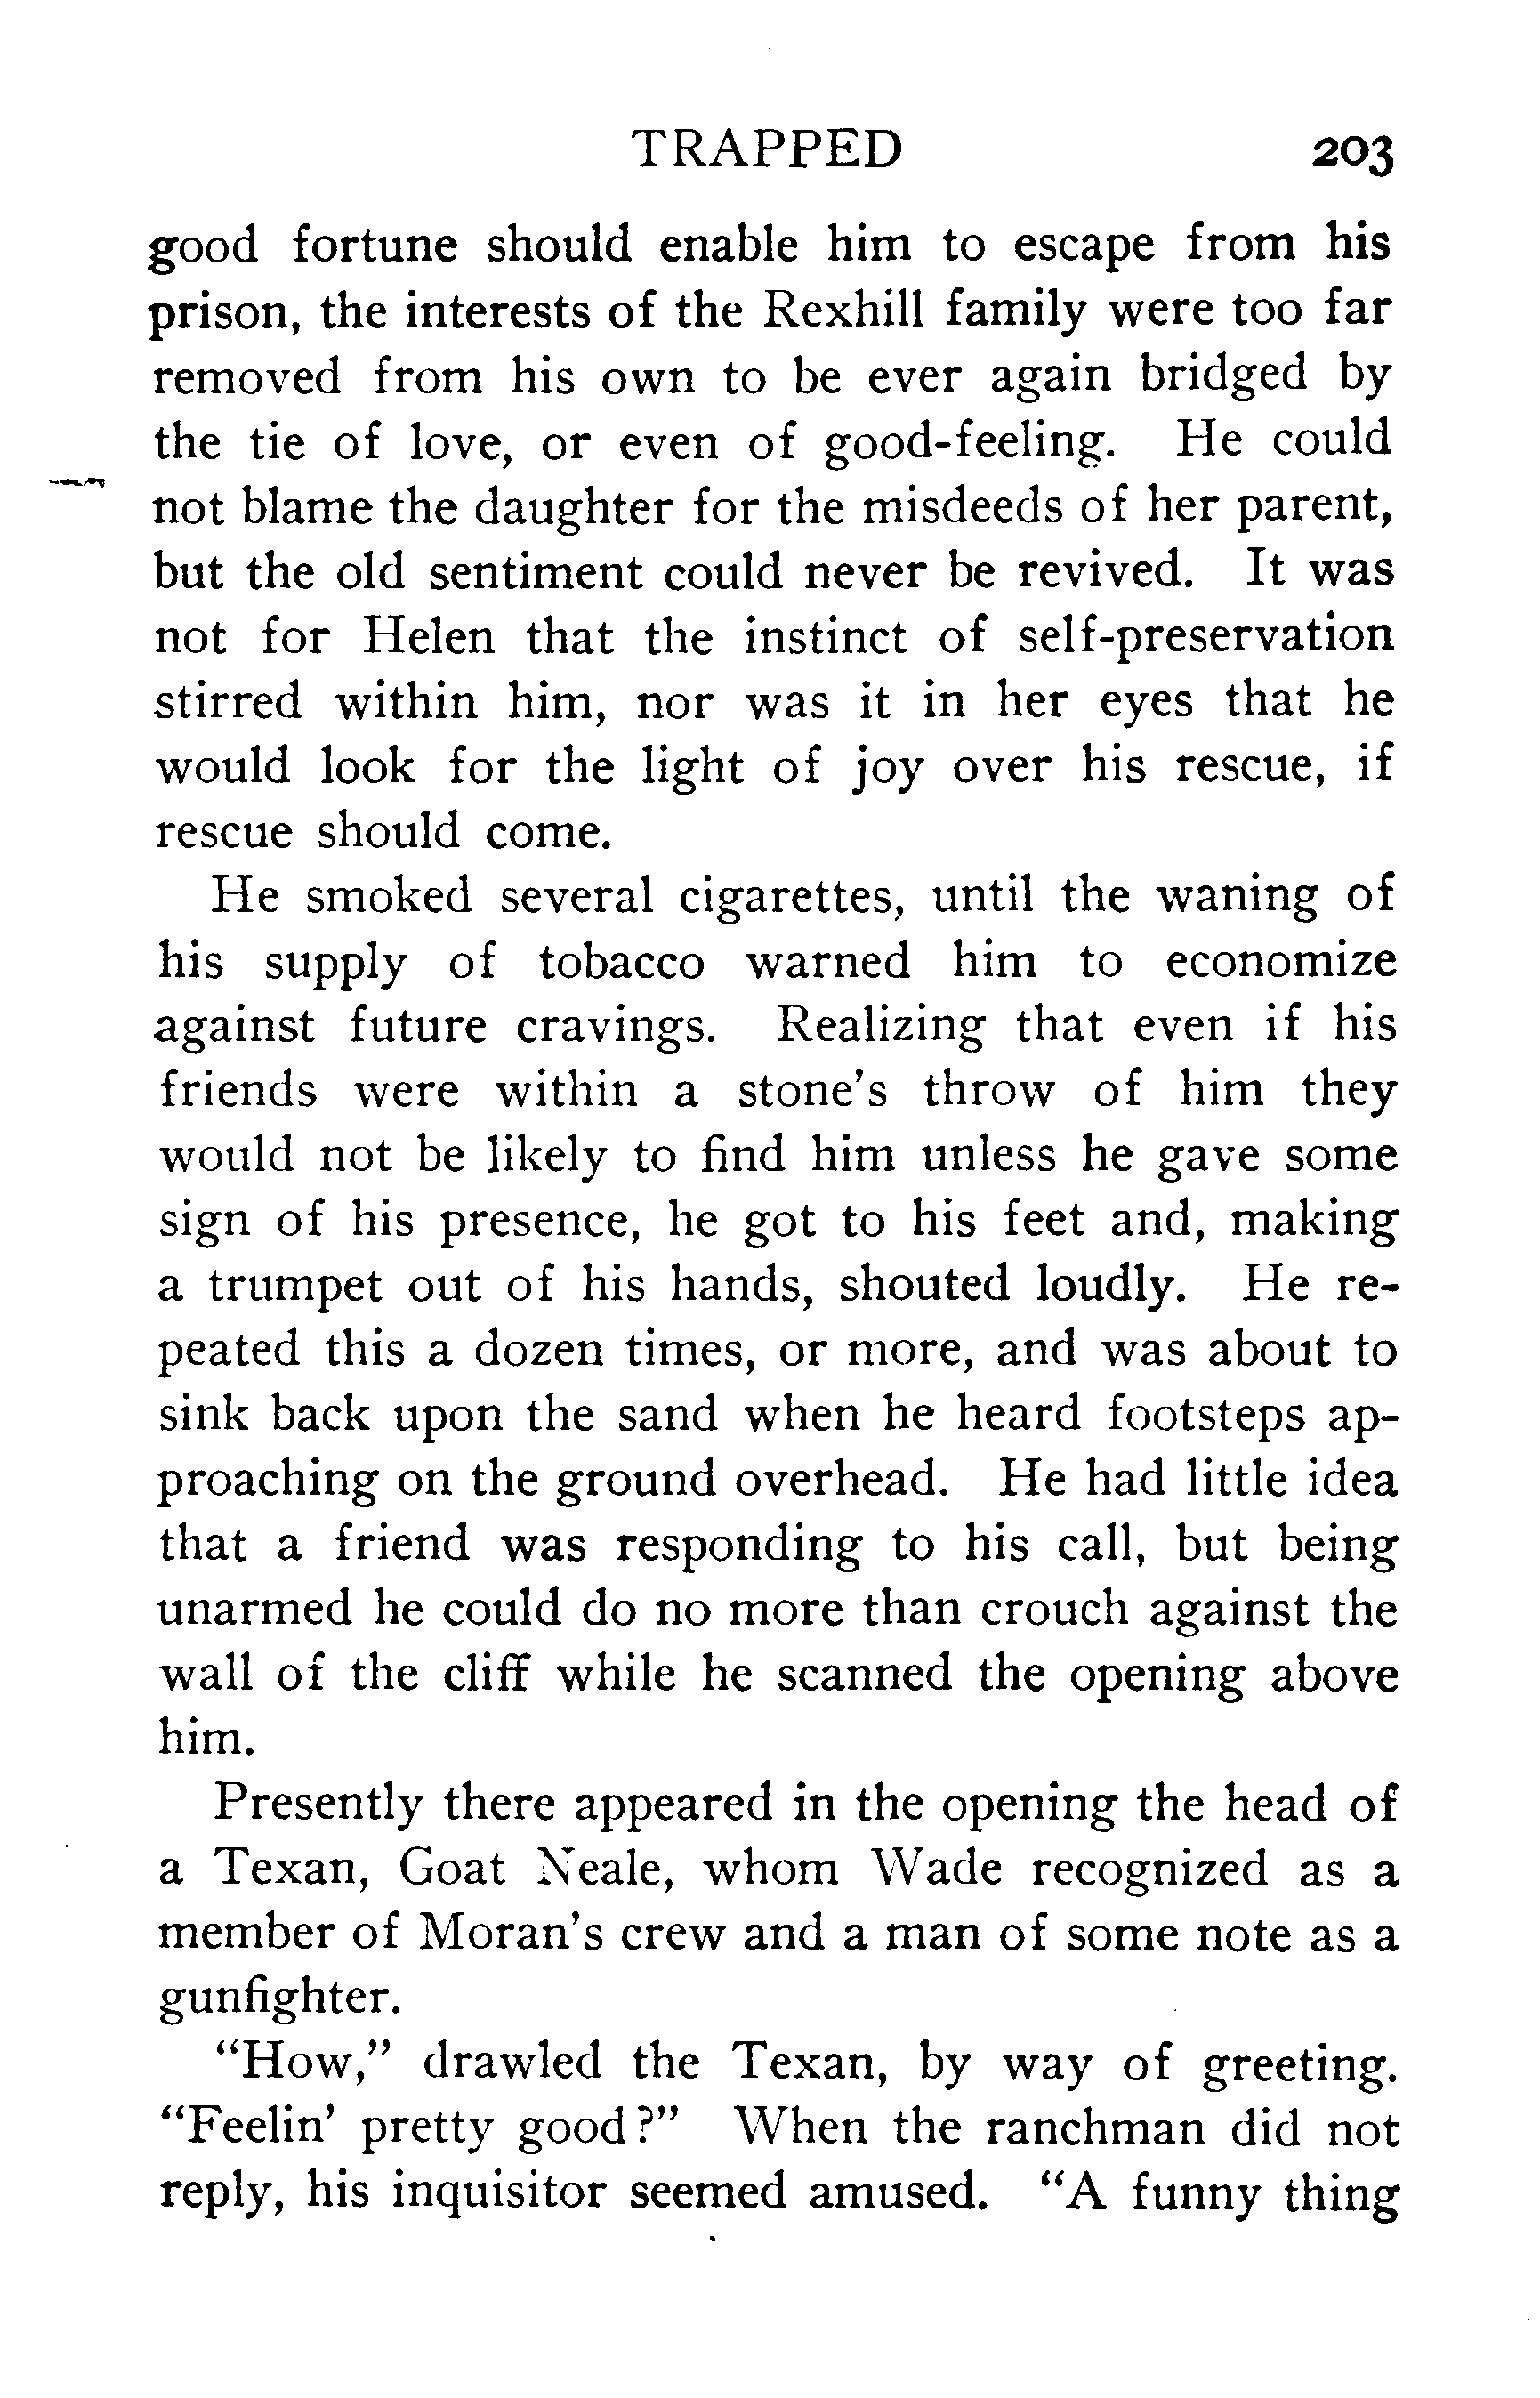 TRAPPED 203
good fortune should enable him to escape from his
prison, the interests of the Rexhill family were too far
removed from his own to be ever again bridged by
the tie of love, or even of good-feeling. He could
not blame the daughter for the misdeeds of her parent,
but the old sentiment could never be revived. It was
not for Helen that the instinct of self-preservation
stirred within him, nor was it in her eyes that he
would look for the light of joy over his rescue, if
rescue should come.
He smoked several cigarettes, until the waning of
his supply of tobacco warned him to economize
against future cravings. Realizing that even if his
friends were within a stone's throw of him they
would not be likely to find him unless he gave some
sign of his presence, he got to his feet and, making
a trumpet out of his hands, shouted loudly. He re-
peated this a dozen times, or more, and was about to
sink back upon the sand when he heard footsteps ap-
proaching on the ground overhead. He had little idea
that a friend was responding to his call, but being
unarmed he could do no more than crouch against the
wall of the cliff while he scanned the opening above
him.
Presently there appeared in the opening the head of
a Texan, Goat Neale, whom Wade recognized as a
member of Moran's crew and a man of some note as a
gunfighter.
"How," drawled the Texan, by way of greeting.
"Feelin' pretty good?" When the ranchman did not
reply, his inquisitor seemed amused. "A funny thing